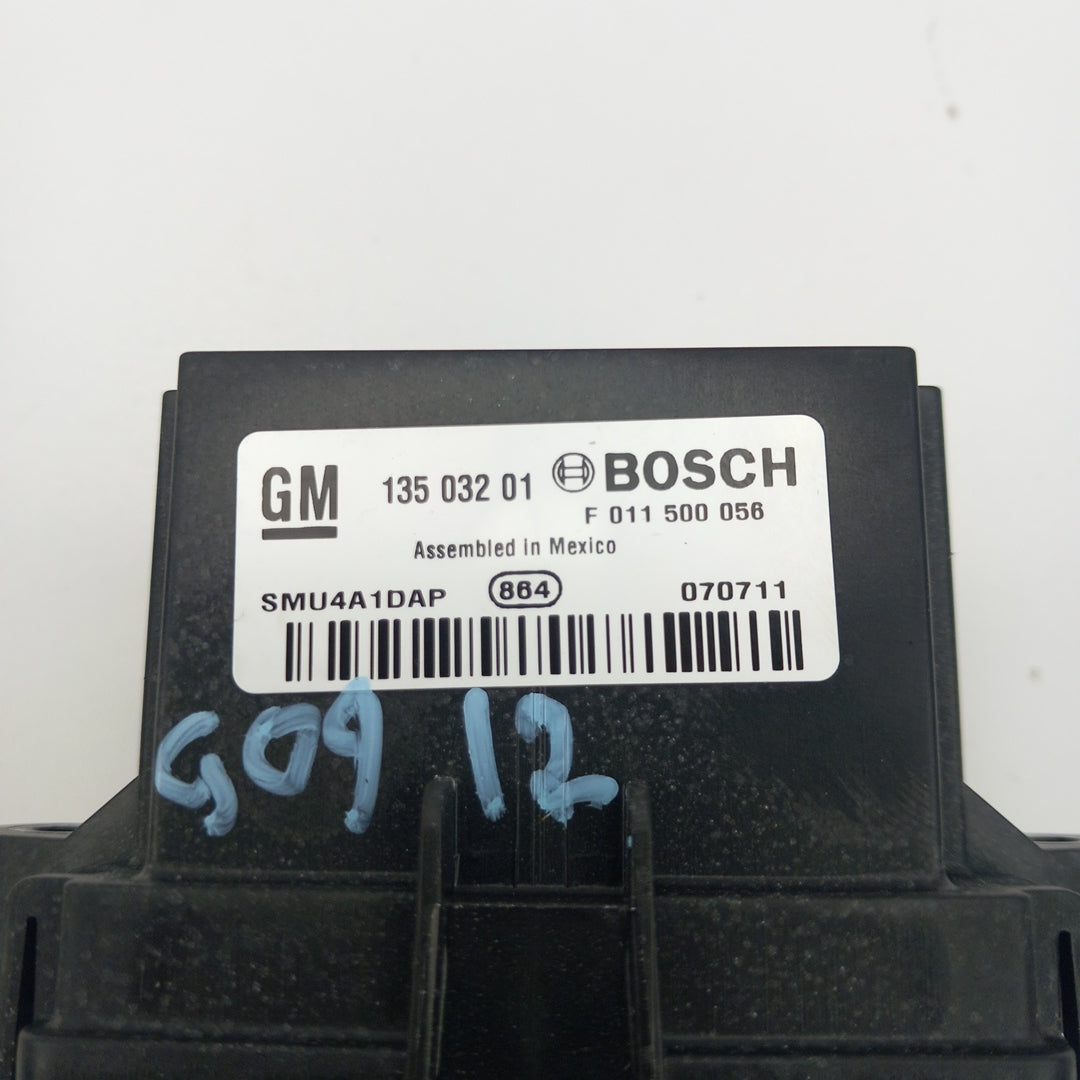 GM 135 032 01 BOSCH
F 011 500 056
Assembled in Mexico
SMU4A1DAP 864 070711
G09 12